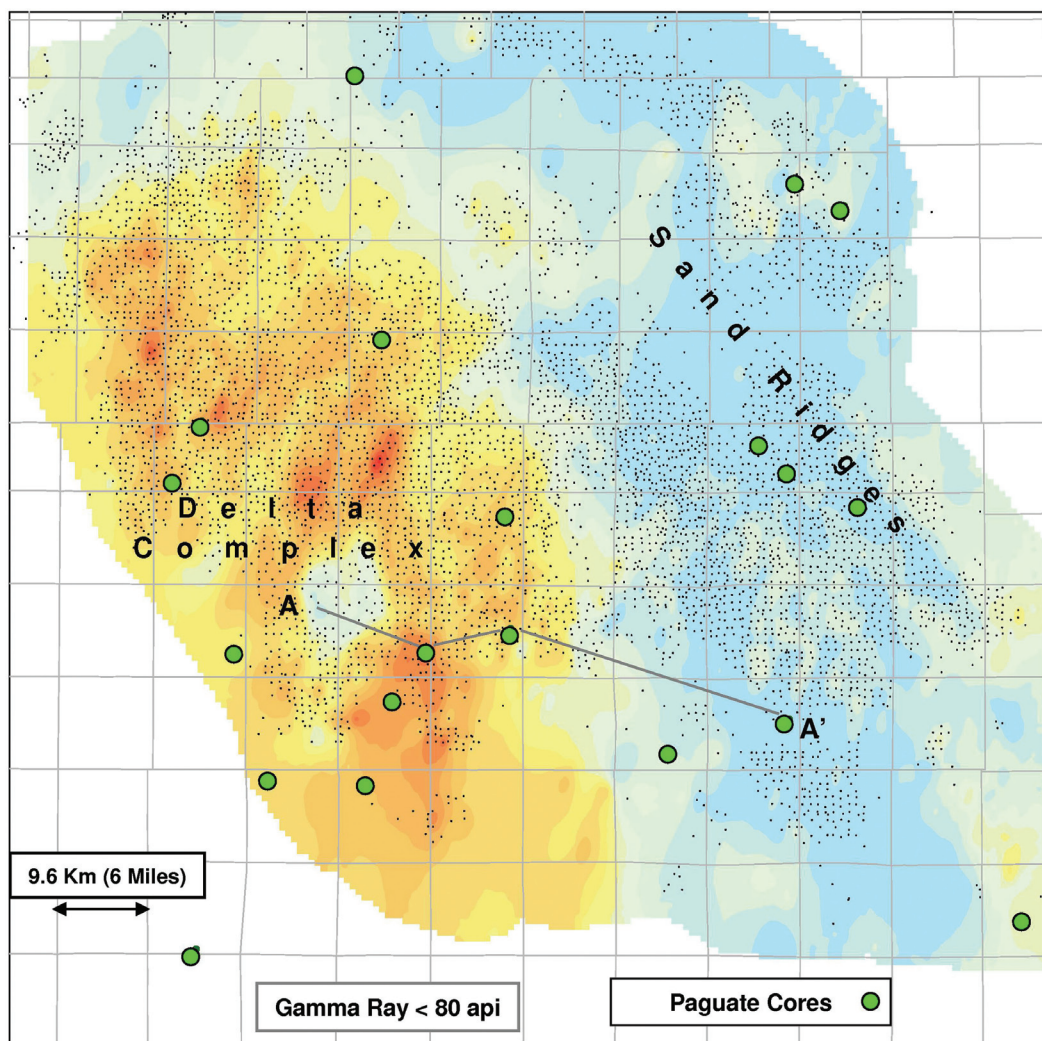 Sand Ridges
Delta
Complex
A
A’
9.6 Km (6 Miles)
Gamma Ray < 80 api
Paguate Cores